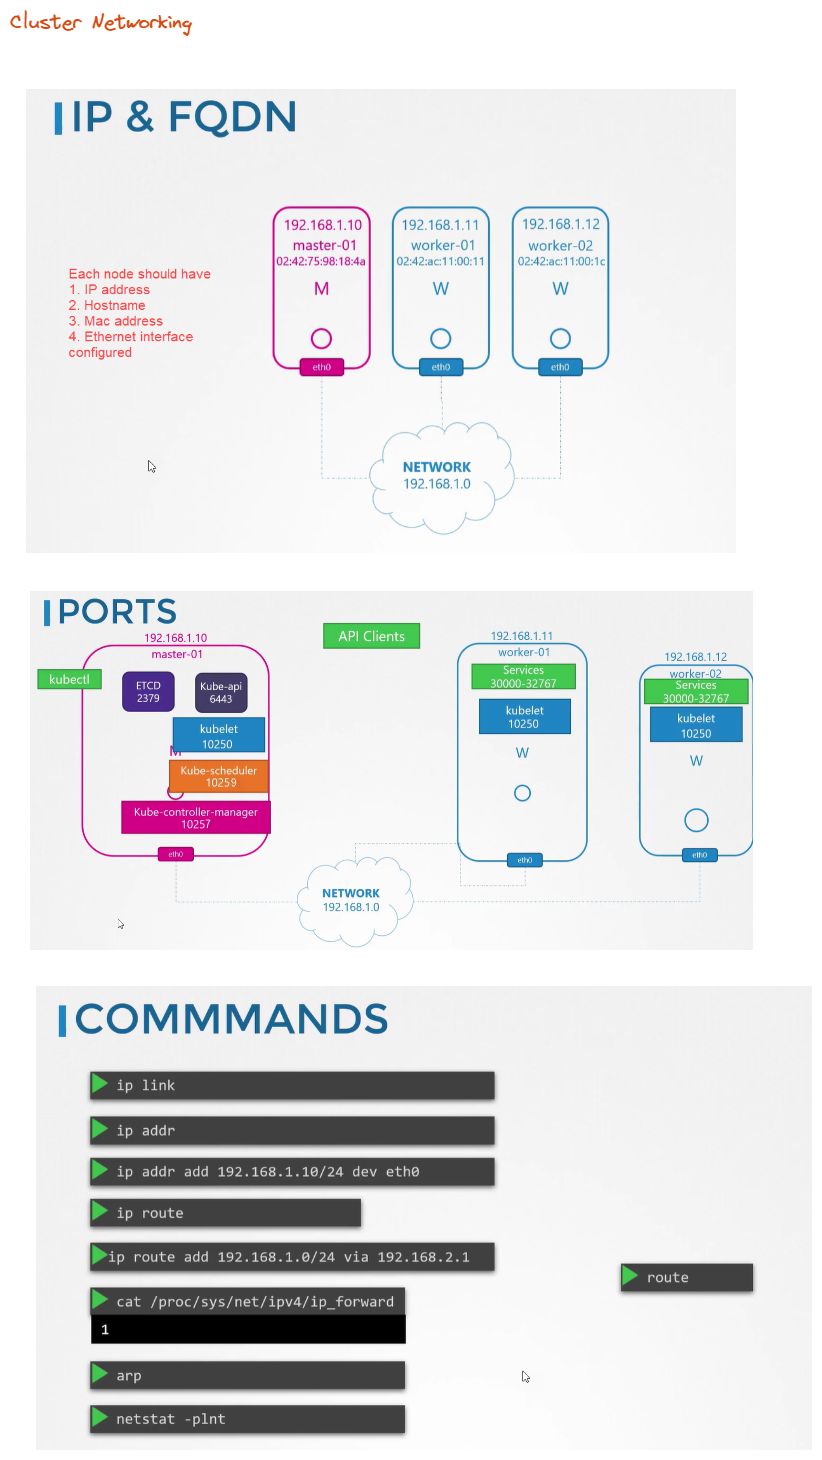 Cluster Networking
IP & FQDN
192.168.1.10
master-01
02:42:75:98:18:4a
M
eth0
192.168.1.11
worker-01
02:42:ac:11:00:11
W
eth0
192.168.1.12
worker-02
02:42:ac:11:00:1c
W
eth0
Each node should have
1. IP address
2. Hostname
3. Mac address
4. Ethernet interface
configured
NETWORK
192.168.1.0
PORTS
192.168.1.10
master-01
kubectl
ETCD
2379
Kube-api
6443
kubelet
10250
M
Kube-scheduler
10259
Kube-controller-manager
10257
eth0
API Clients
192.168.1.11
worker-01
Services
30000-32767
kubelet
10250
W
eth0
192.168.1.12
worker-02
Services
30000-32767
kubelet
10250
W
eth0
NETWORK
192.168.1.0
COMMMANDS
ip link
ip addr
ip addr add 192.168.1.10/24 dev eth0
ip route
ip route add 192.168.1.0/24 via 192.168.2.1
route
cat /proc/sys/net/ipv4/ip_forward
1
arp
netstat -plnt